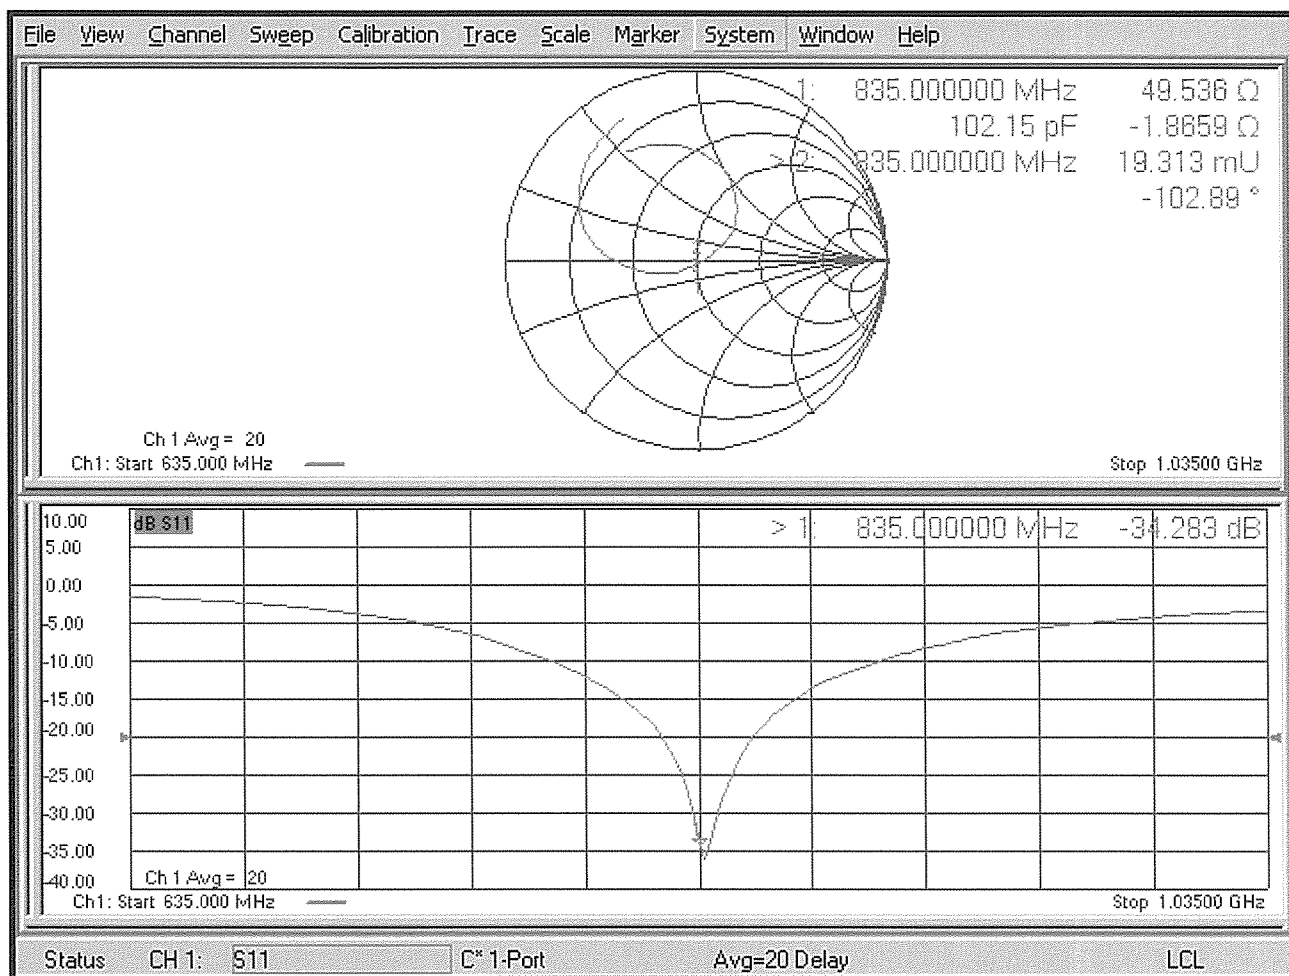 File View Channel Sweep Calibration Trace Scale Marker System Window Help
1: 835.000000 MHz 49.536 Ω
102.15 pF -1.8659 Ω
> 2: 835.000000 MHz 19.313 mU
-102.89 °
Ch 1 Avg = 20
Ch1: Start 635.000 MHz
Stop 1.03500 GHz
10.00
dB S11
> 1: 835.000000 MHz -34.283 dB
5.00
0.00
-5.00
-10.00
-15.00
-20.00
-25.00
-30.00
-35.00
-40.00
Ch 1 Avg = 20
Ch1: Start 635.000 MHz
Stop 1.03500 GHz
Status CH 1: S11 C* 1-Port Avg=20 Delay LCL